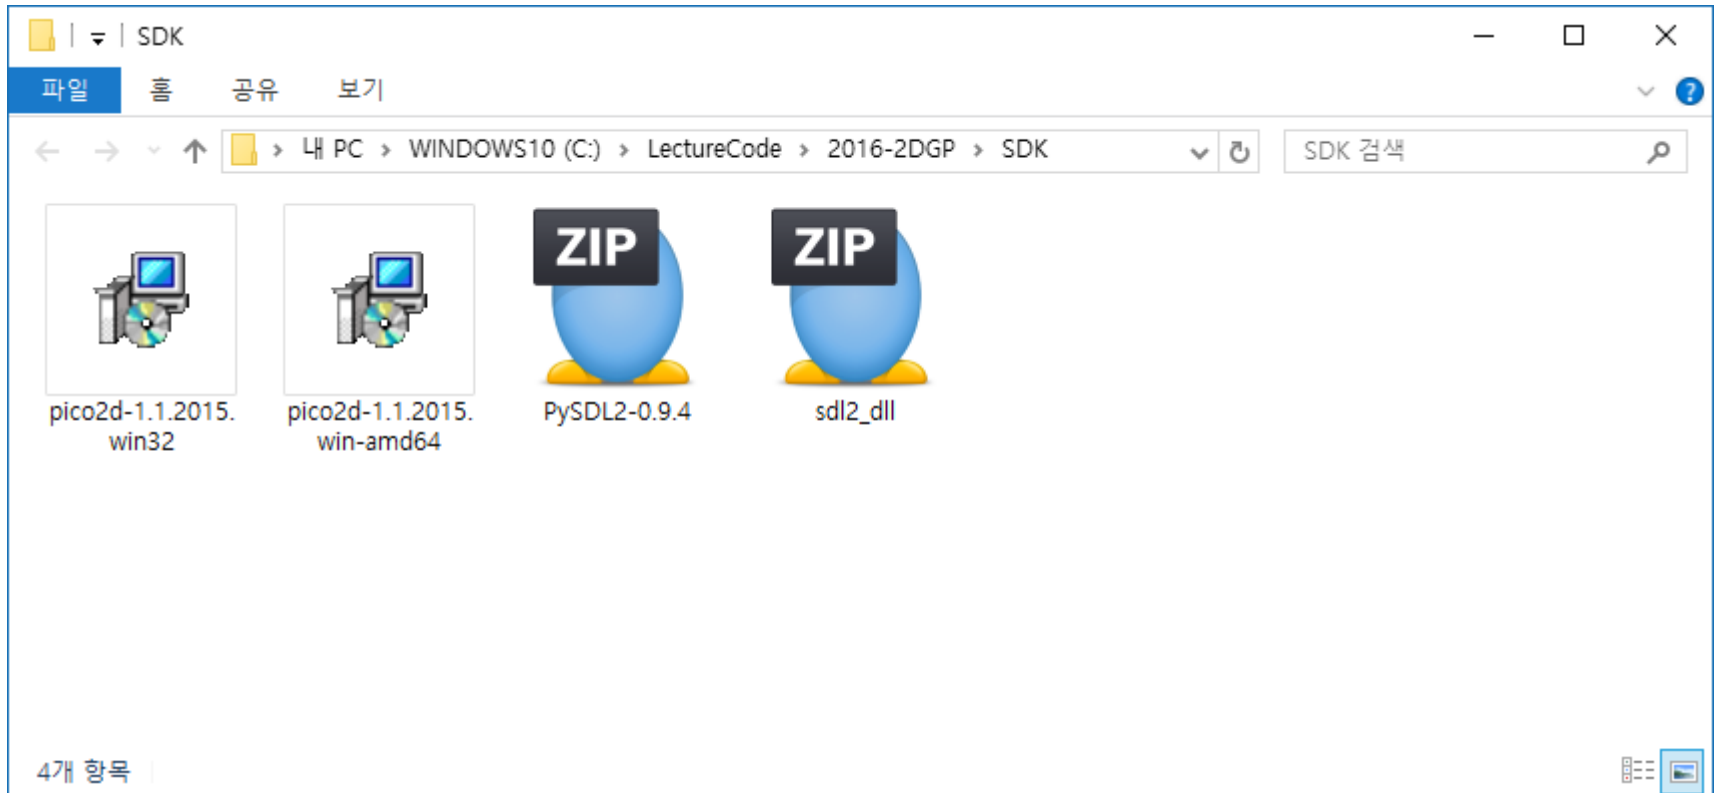 SDK
파일 홈 공유 보기
내 PC > WINDOWS10 (C:) > LectureCode > 2016-2DGP > SDK
SDK 검색
ZIP ZIP
pico2d-1.1.2015.
win32
pico2d-1.1.2015.
win-amd64
PySDL2-0.9.4
sdl2_dll
4개 항목